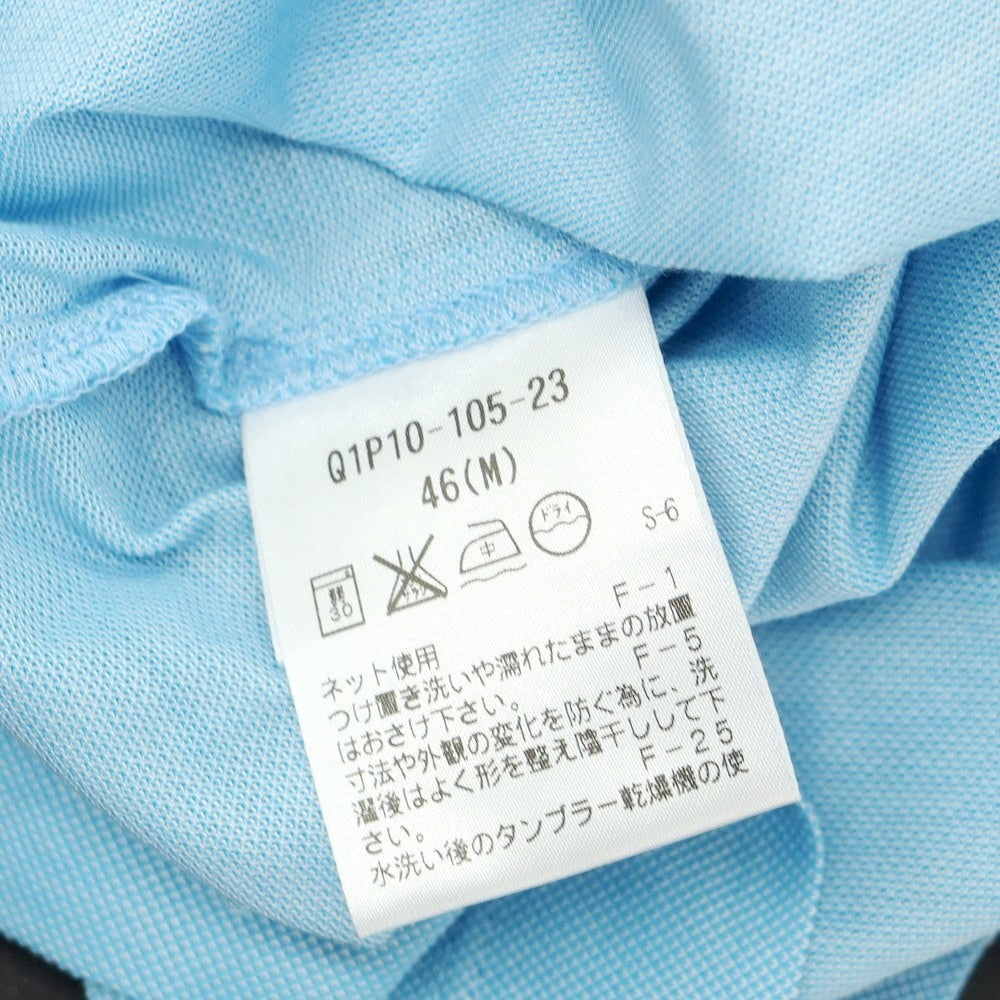 Q1P10-105-23
46(M)
30
中
ドライ
S-6
F-1
ネット使用
つけ置き洗いや濡れたままの放置
はおさけ下さい。
F-5
寸法や外観の変化を防ぐ為に、洗
濯後はよく形を整え陰干しして下
さい。
F-25
水洗い後のタンブラー乾燥機の使